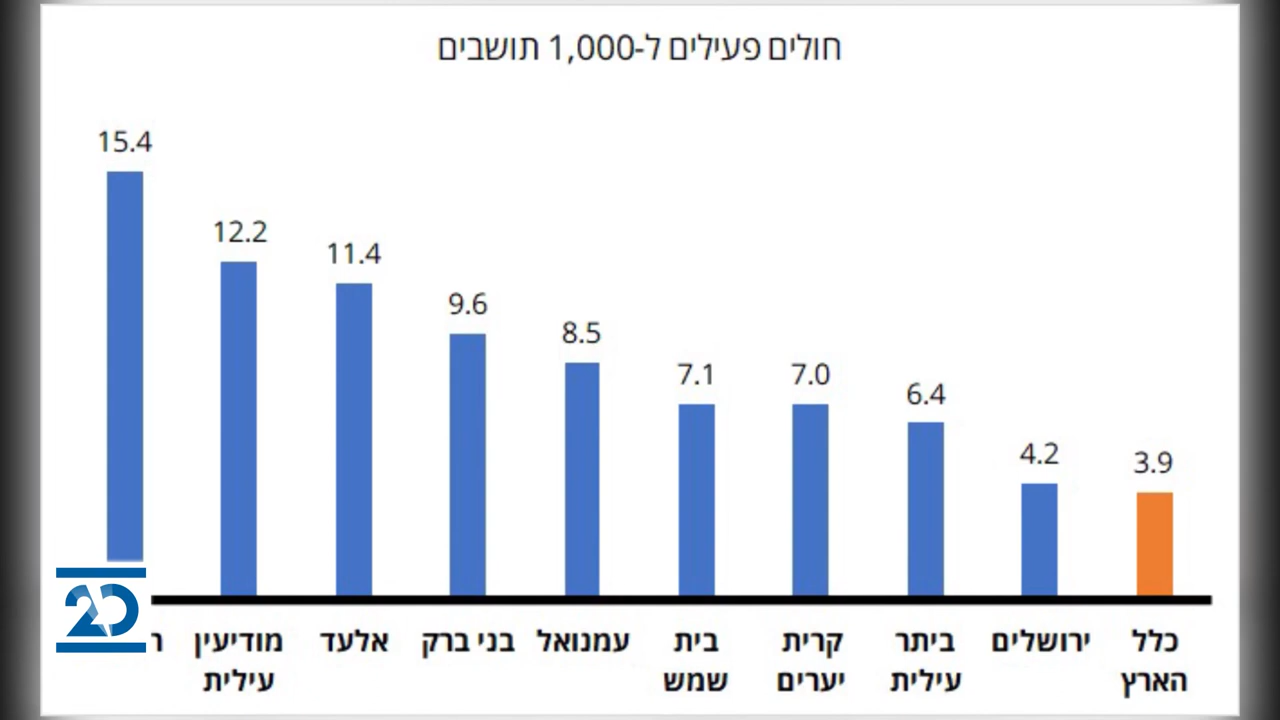 חולים פעילים ל-1,000 תושבים
15.4
12.2
11.4
9.6
8.5
7.1
7.0
6.4
4.2
3.9
כלל הארץ
ירושלים
ביתר עילית
קרית יערים
בית שמש
עמנואל
בני ברק
אלעד
מודיעין עילית
20